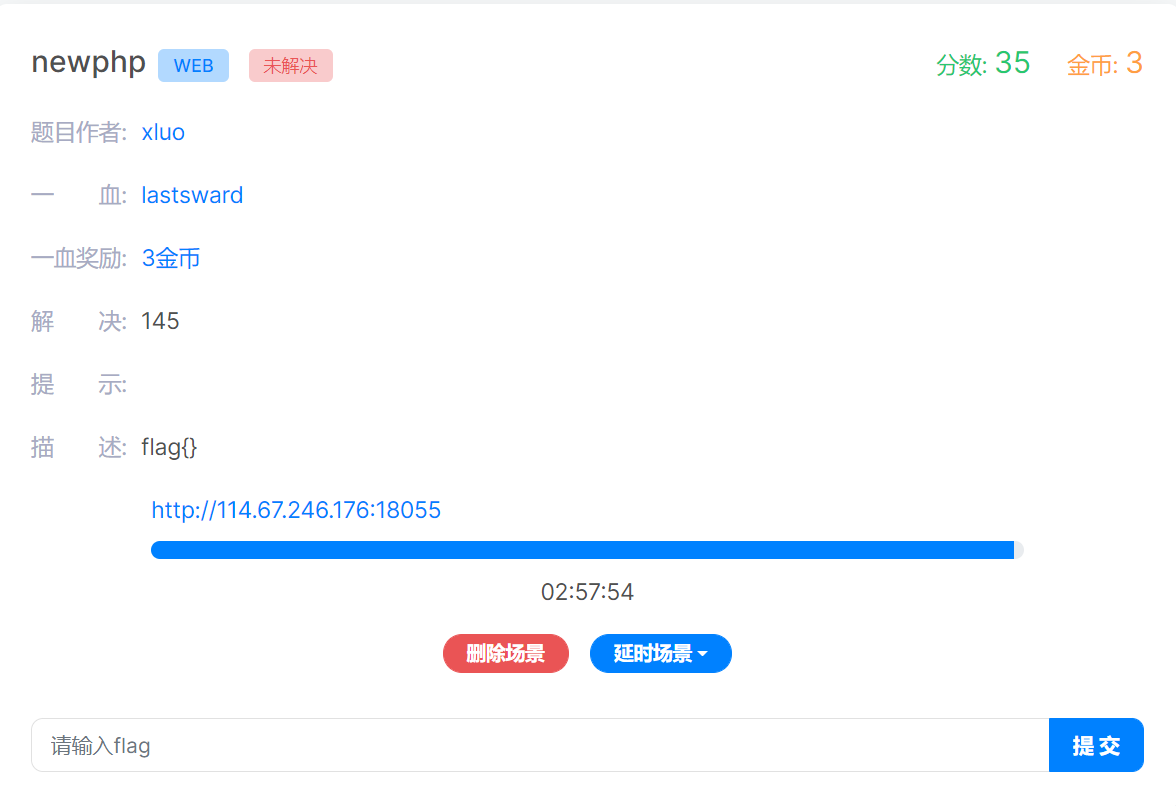 newphp WEB 未解决 分数: 35 金币: 3
题目作者: xluo
一 血: lastsward
一血奖励: 3金币
解 决: 145
提 示:
描 述: flag{}
http://114.67.246.176:18055
02:57:54
删除场景 延时场景
请输入flag 提 交